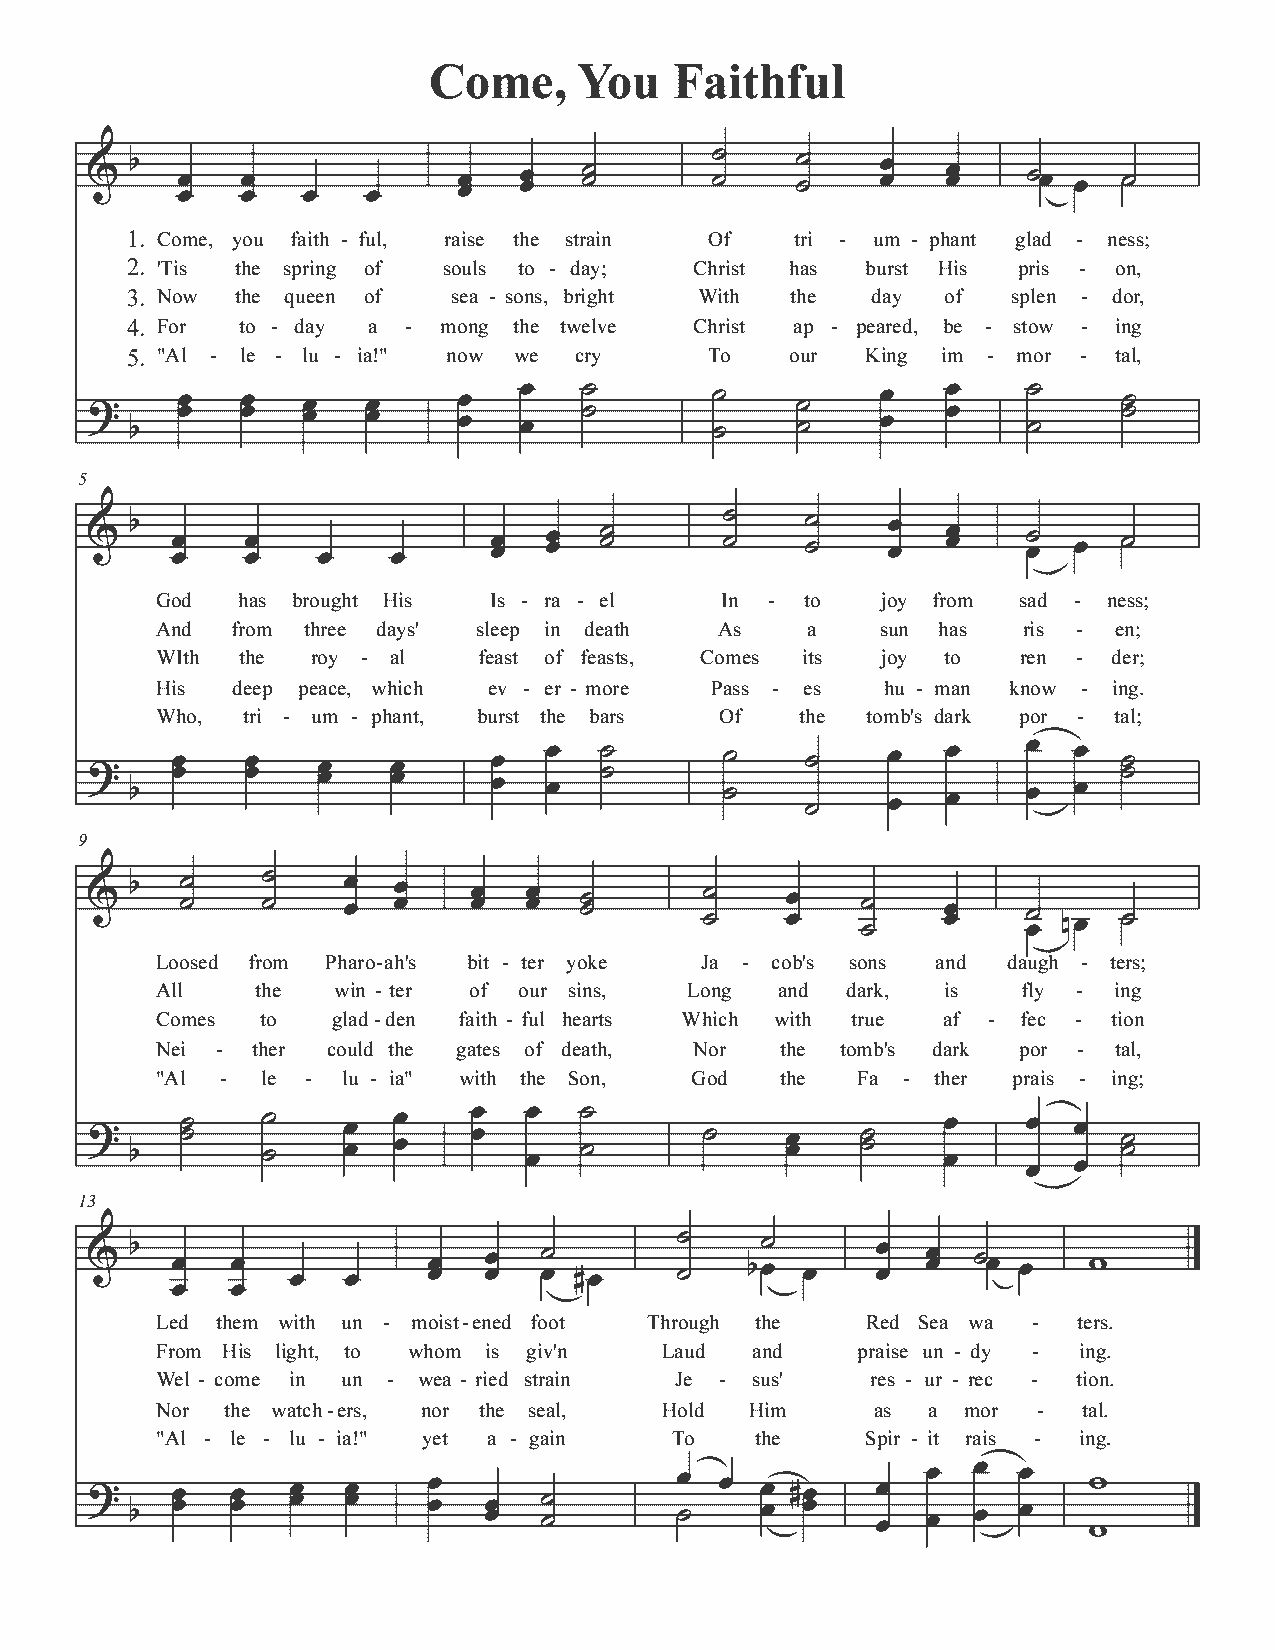 Come, You Faithful
1. Come, you faith - ful, raise the strain Of tri - um - phant glad - ness;
2. 'Tis the spring of souls to - day; Christ has burst His pris - on,
3. Now the queen of sea - sons, bright With the day of splen - dor,
4. For to - day a - mong the twelve Christ ap - peared, be - stow - ing
5. "Al - le - lu - ia!" now we cry To our King im - mor - tal,
5
God has brought His Is - ra - el In - to joy from sad - ness;
And from three days' sleep in death As a sun has ris - en;
WIth the roy - al feast of feasts, Comes its joy to ren - der;
His deep peace, which ev - er - more Pass - es hu - man know - ing.
Who, tri - um - phant, burst the bars Of the tomb's dark por - tal;
9
Loosed from Pharo-ah's bit - ter yoke Ja - cob's sons and daugh - ters;
All the win - ter of our sins, Long and dark, is fly - ing
Comes to glad - den faith - ful hearts Which with true af - fec - tion
Nei - ther could the gates of death, Nor the tomb's dark por - tal,
"Al - le - lu - ia" with the Son, God the Fa - ther prais - ing;
13
Led them with un - moist - ened foot Through the Red Sea wa - ters.
From His light, to whom is giv'n Laud and praise un - dy - ing.
Wel - come in un - wea - ried strain Je - sus' res - ur - rec - tion.
Nor the watch - ers, nor the seal, Hold Him as a mor - tal.
"Al - le - lu - ia!" yet a - gain To the Spir - it rais - ing.